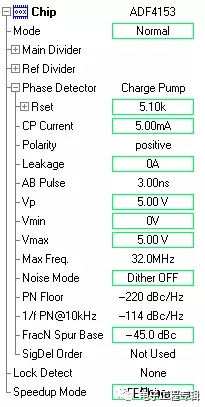 Chip ADF4153
Mode Normal
Main Divider
Ref Divider
Phase Detector Charge Pump
Rset 5.10k
CP Current 5.00mA
Polarity positive
Leakage 0A
AB Pulse 3.00ns
Vp 5.00 V
Vmin 0V
Vmax 5.00 V
Max Freq. 32.0MHz
Noise Mode Dither OFF
PN Floor -220 dBc/Hz
1/f PN@10kHz -114 dBc/Hz
FracN Spur Base -45.0 dBc
SigDel Order Not Used
Lock Detect None
Speedup Mode